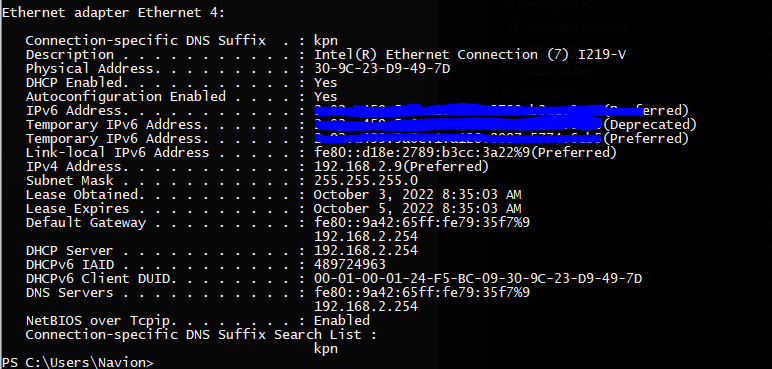 Ethernet adapter Ethernet 4:
Connection-specific DNS Suffix . : kpn
Description . . . . . . . . . . . : Intel(R) Ethernet Connection (7) I219-V
Physical Address. . . . . . . . . : 30-9C-23-D9-49-7D
DHCP Enabled. . . . . . . . . . . : Yes
Autoconfiguration Enabled . . . . : Yes
IPv6 Address. . . . . . . . . . . : (Preferred)
Temporary IPv6 Address. . . . . . : (Deprecated)
Temporary IPv6 Address. . . . . . : (Preferred)
Link-local IPv6 Address . . . . . : fe80::d18e:2789:b3cc:3a22%9(Preferred)
IPv4 Address. . . . . . . . . . . : 192.168.2.9(Preferred)
Subnet Mask . . . . . . . . . . . : 255.255.255.0
Lease Obtained. . . . . . . . . . : October 3, 2022 8:35:03 AM
Lease Expires . . . . . . . . . . : October 5, 2022 8:35:03 AM
Default Gateway . . . . . . . . . : fe80::9a42:65ff:fe79:35f7%9
192.168.2.254
DHCP Server . . . . . . . . . . . : 192.168.2.254
DHCPv6 IAID . . . . . . . . . . . : 489724963
DHCPv6 Client DUID. . . . . . . . : 00-01-00-01-24-F5-BC-09-30-9C-23-D9-49-7D
DNS Servers . . . . . . . . . . . : fe80::9a42:65ff:fe79:35f7%9
192.168.2.254
NetBIOS over Tcpip. . . . . . . . : Enabled
Connection-specific DNS Suffix Search List :
kpn
PS C:\Users\Navion>